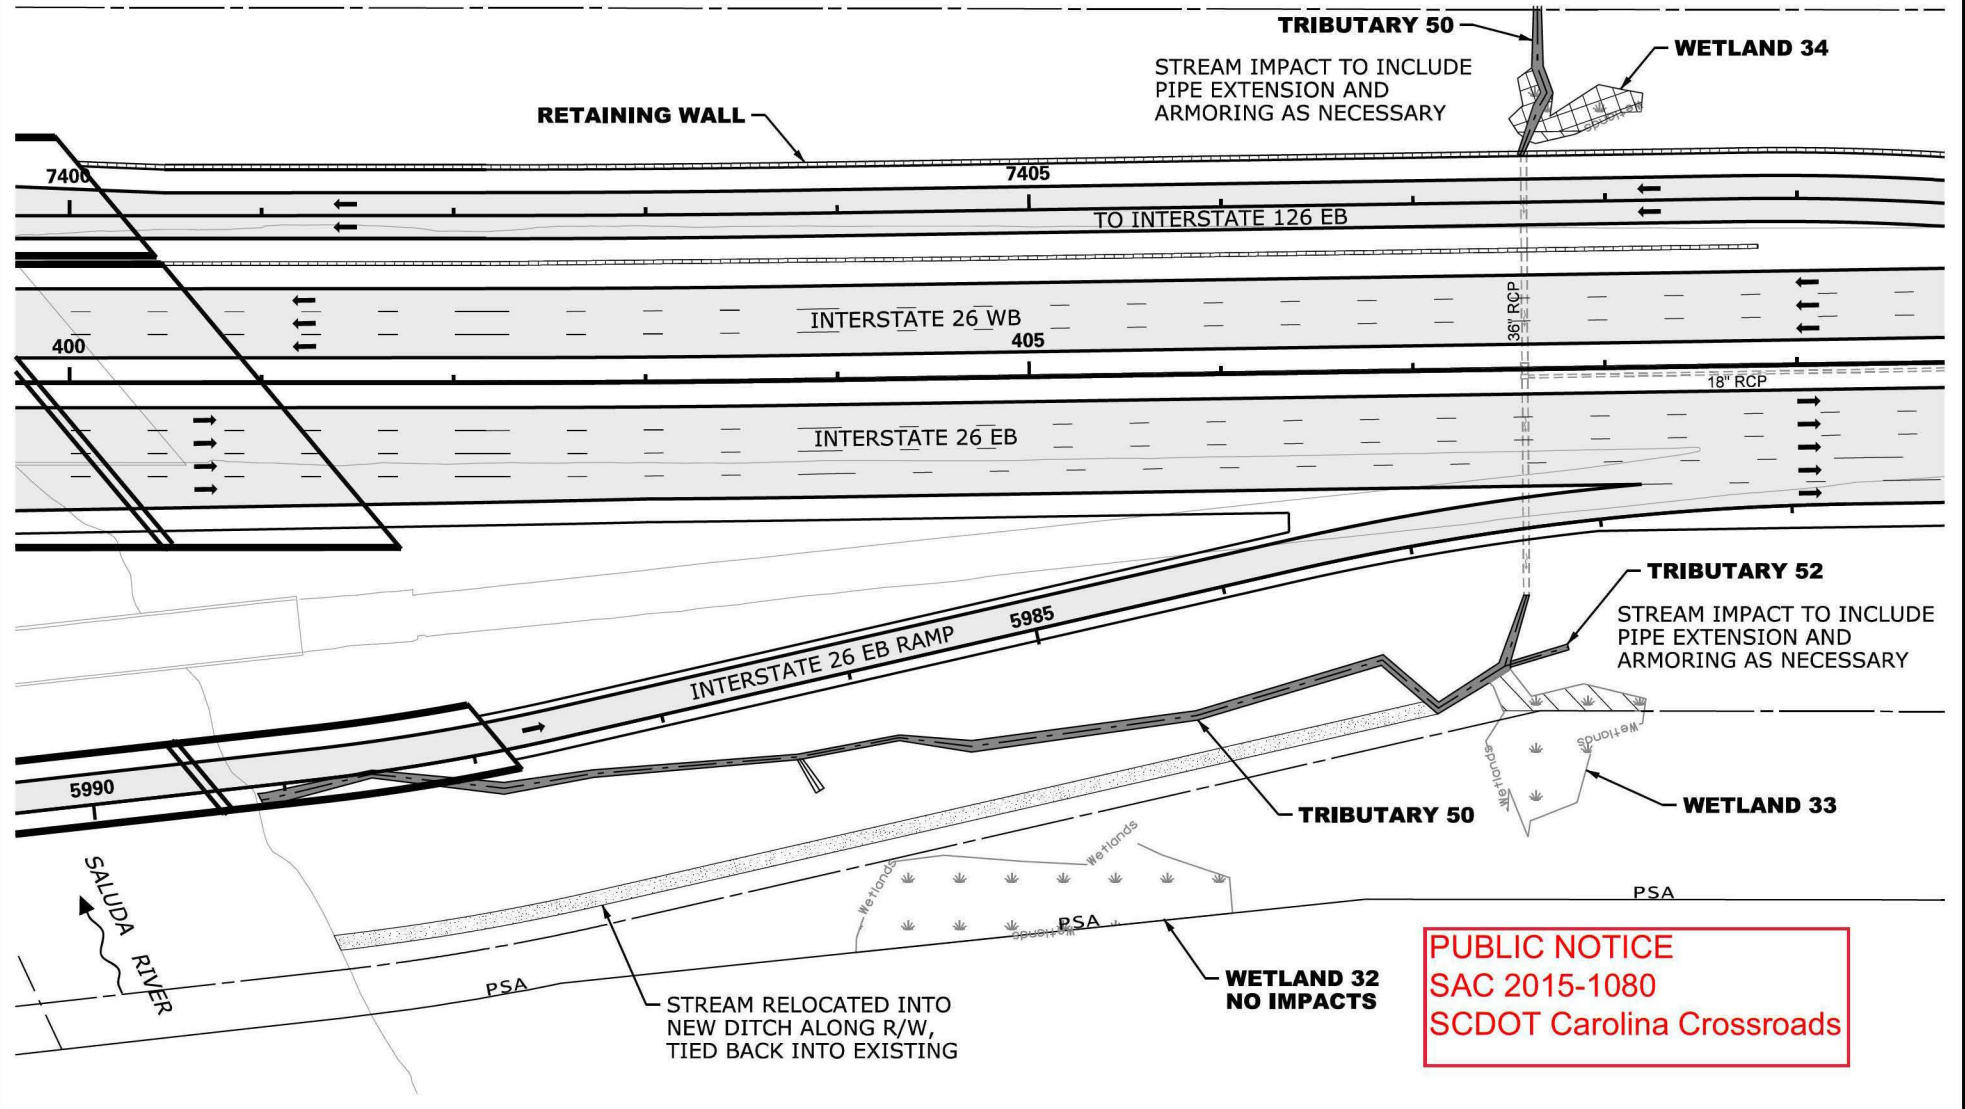 TRIBUTARY 50
WETLAND 34
STREAM IMPACT TO INCLUDE
PIPE EXTENSION AND
ARMORING AS NECESSARY
Wetlands
RETAINING WALL
7400
7405
TO INTERSTATE 126 EB
36" RCP
INTERSTATE 26 WB
400
405
18" RCP
INTERSTATE 26 EB
TRIBUTARY 52
STREAM IMPACT TO INCLUDE
PIPE EXTENSION AND
ARMORING AS NECESSARY
5985
INTERSTATE 26 EB RAMP
Wetlands
Wetlands
5990
TRIBUTARY 50
WETLAND 33
Wetlands
Wetlands
SALUDA RIVER
PSA
PSA
Wetlands
PSA
WETLAND 32
NO IMPACTS
STREAM RELOCATED INTO
NEW DITCH ALONG R/W,
TIED BACK INTO EXISTING
PUBLIC NOTICE
SAC 2015-1080
SCDOT Carolina Crossroads